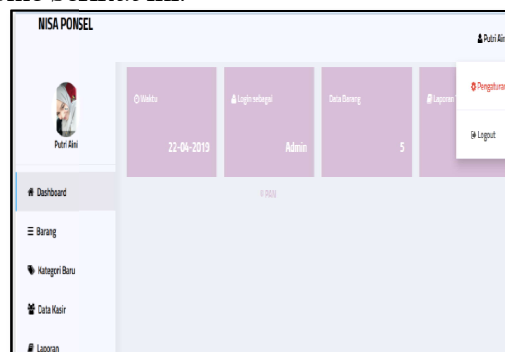 NISA PONSEL
Putri Aini
Pengaturan
Logout
Waktu
22-04-2019
Login sebagai
Admin
Data Barang
5
Laporan
Putri Aini
Dashboard
Barang
Kategori Baru
Data Kasir
Laporan